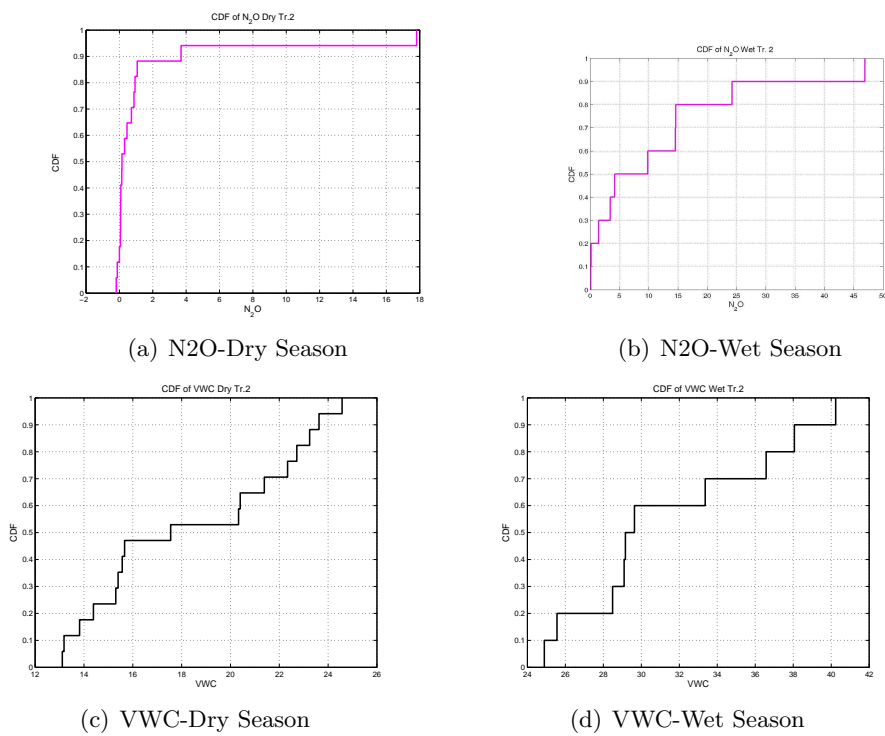 CDF of N₂O Dry Tr.2
1
0.9
0.8
0.7
0.6
0.5
0.4
0.3
0.2
0.1
0
CDF
−2 0 2 4 6 8 10 12 14 16 18
N₂O
(a) N2O-Dry Season
CDF of N₂O Wet Tr. 2
1
0.9
0.8
0.7
0.6
0.5
0.4
0.3
0.2
0.1
0
CDF
0 5 10 15 20 25 30 35 40 45 50
N₂O
(b) N2O-Wet Season
CDF of VWC Dry Tr.2
1
0.9
0.8
0.7
0.6
0.5
0.4
0.3
0.2
0.1
0
CDF
12 14 16 18 20 22 24 26
VWC
(c) VWC-Dry Season
CDF of VWC Wet Tr.2
1
0.9
0.8
0.7
0.6
0.5
0.4
0.3
0.2
0.1
0
CDF
24 26 28 30 32 34 36 38 40 42
VWC
(d) VWC-Wet Season